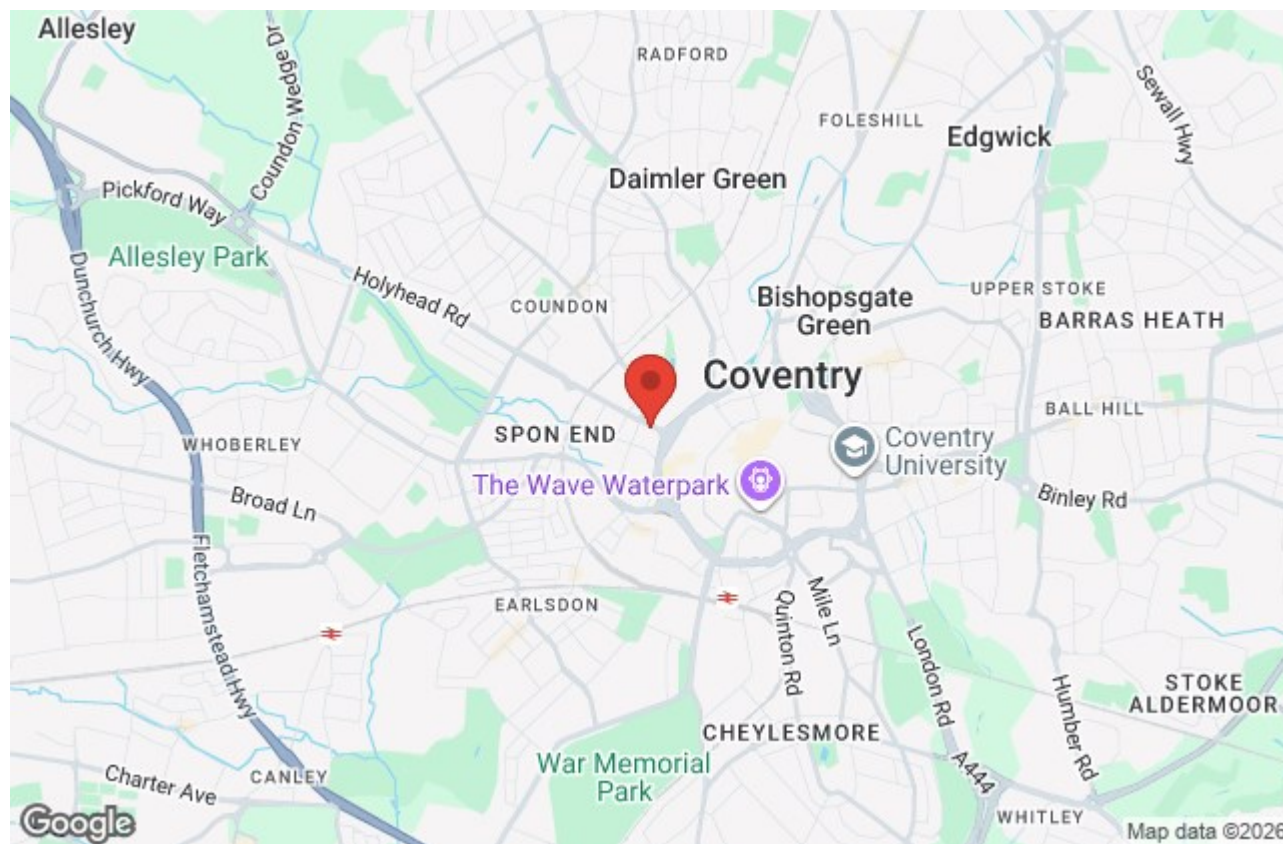 Allesley
Coundon Wedge Dr
RADFORD
Sewall Hwy
FOLESHILL
Edgwick
Daimler Green
Pickford Way
Allesley Park
Dunchurch Hwy
Holyhead Rd
COUNDON
Bishopsgate
Green
UPPER STOKE
BARRAS HEATH
Coventry
BALL HILL
WHOBERLEY
SPON END
Coventry
University
The Wave Waterpark
Broad Ln
Binley Rd
Fletchamstead Hwy
EARLSDON
Quinton Rd
Mile Ln
London Rd
Humber Rd
STOKE
ALDERMOOR
CHEYLESMORE
War Memorial
Park
A444
CANLEY
Charter Ave
WHITLEY
Google
Map data ©2026